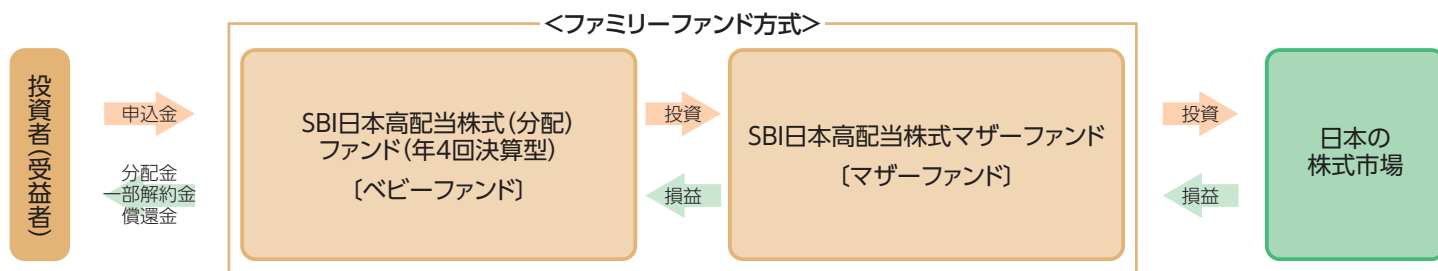 <ファミリーファンド方式>
投資者(受益者)
申込金
分配金
一部解約金
償還金
SBI日本高配当株式(分配)
ファンド(年4回決算型)
〔ベビーファンド〕
投資
損益
SBI日本高配当株式マザーファンド
〔マザーファンド〕
投資
損益
日本の
株式市場